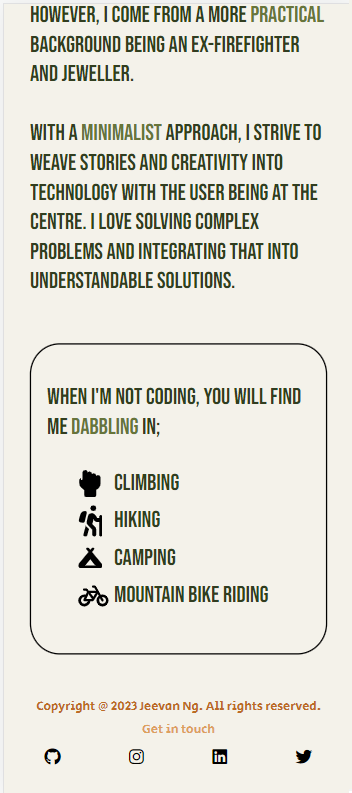 HOWEVER, I COME FROM A MORE PRACTICAL
BACKGROUND BEING AN EX-FIREFIGHTER
AND JEWELLER.
WITH A MINIMALIST APPROACH, I STRIVE TO
WEAVE STORIES AND CREATIVITY INTO
TECHNOLOGY WITH THE USER BEING AT THE
CENTRE. I LOVE SOLVING COMPLEX
PROBLEMS AND INTEGRATING THAT INTO
UNDERSTANDABLE SOLUTIONS.
WHEN I'M NOT CODING, YOU WILL FIND
ME DABBLING IN;
CLIMBING
HIKING
CAMPING
MOUNTAIN BIKE RIDING
Copyright @ 2023 Jeevan Ng. All rights reserved.
Get in touch